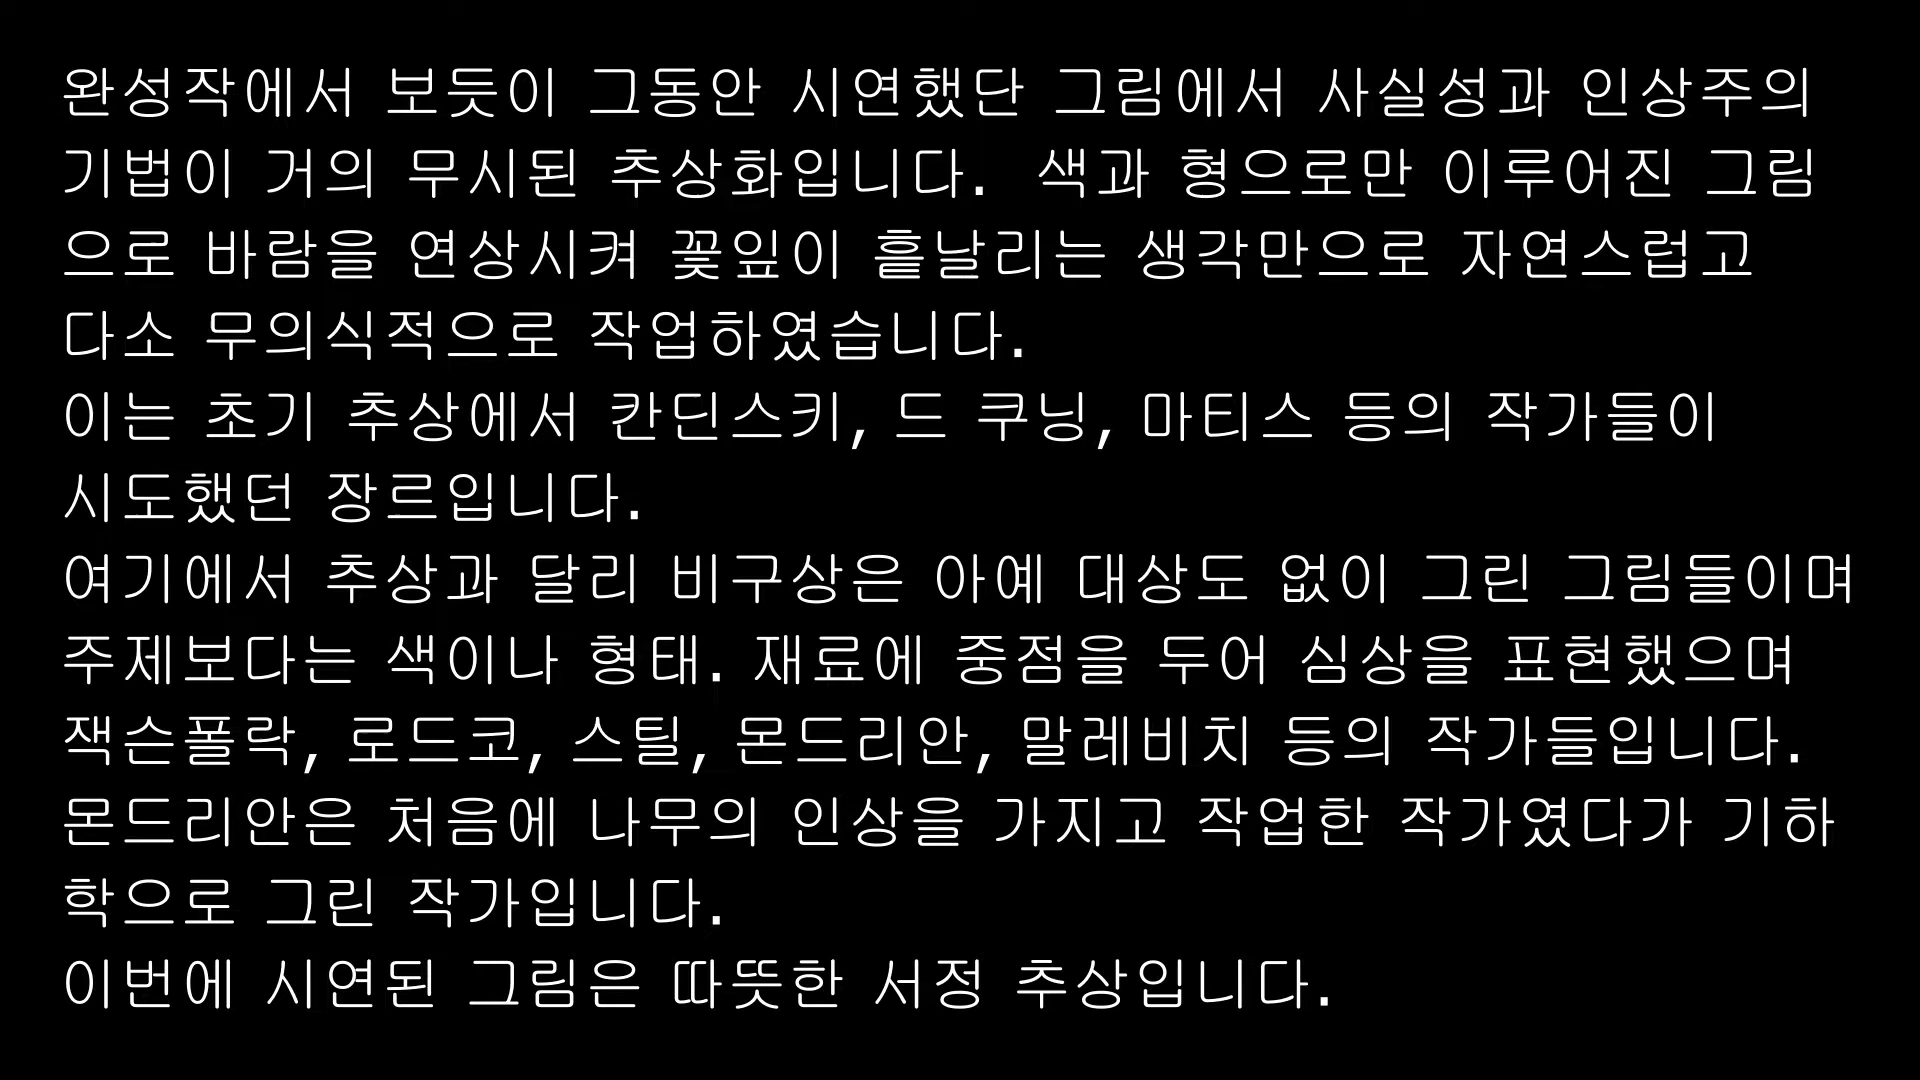 완성작에서 보듯이 그동안 시연했단 그림에서 사실성과 인상주의
기법이 거의 무시된 추상화입니다. 색과 형으로만 이루어진 그림
으로 바람을 연상시켜 꽃잎이 흩날리는 생각만으로 자연스럽고
다소 무의식적으로 작업하였습니다.
이는 초기 추상에서 칸딘스키, 드 쿠닝, 마티스 등의 작가들이
시도했던 장르입니다.
여기에서 추상과 달리 비구상은 아예 대상도 없이 그린 그림들이며
주제보다는 색이나 형태. 재료에 중점을 두어 심상을 표현했으며
잭슨폴락, 로드코, 스틸, 몬드리안, 말레비치 등의 작가들입니다.
몬드리안은 처음에 나무의 인상을 가지고 작업한 작가였다가 기하
학으로 그린 작가입니다.
이번에 시연된 그림은 따뜻한 서정 추상입니다.